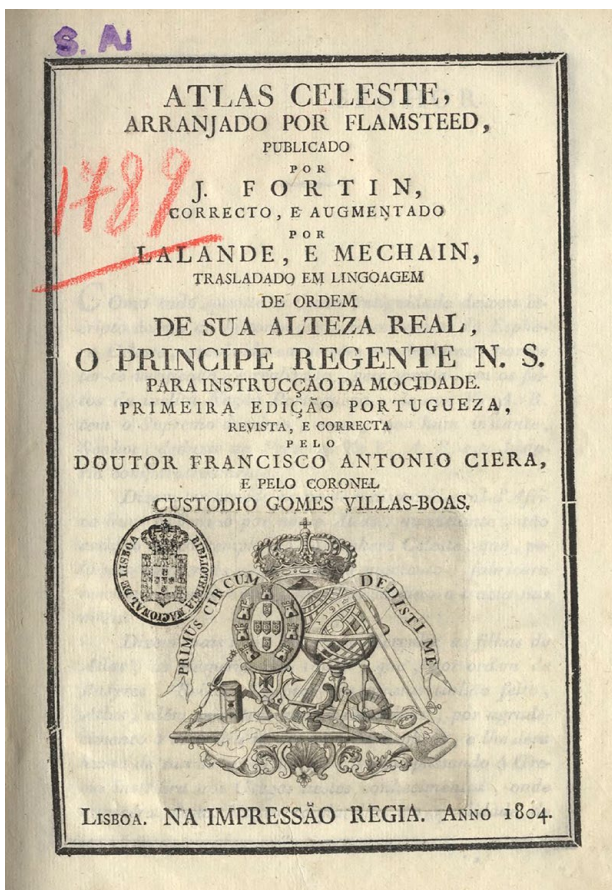 S. A.
ATLAS CELESTE,
ARRANJADO POR FLAMSTEED,
PUBLICADO
POR
J. FORTIN,
1789
CORRECTO, E AUGMENTADO
POR
LALANDE, E MECHAIN,
TRASLADADO EM LINGOAGEM
DE ORDEM
DE SUA ALTEZA REAL,
O PRINCIPE REGENTE N. S.
PARA INSTRUCÇÃO DA MOCIDADE.
PRIMEIRA EDIÇÃO PORTUGUEZA,
REVISTA, E CORRECTA
PELO
DOUTOR FRANCISCO ANTONIO CIERA,
E PELO CORONEL
CUSTODIO GOMES VILLAS-BOAS.
BIBLIOTHECA NACIONAL DE LISBOA
PRIMUS CIRCUM DEDISTI ME
LISBOA. NA IMPRESSÃO REGIA. ANNO 1804.